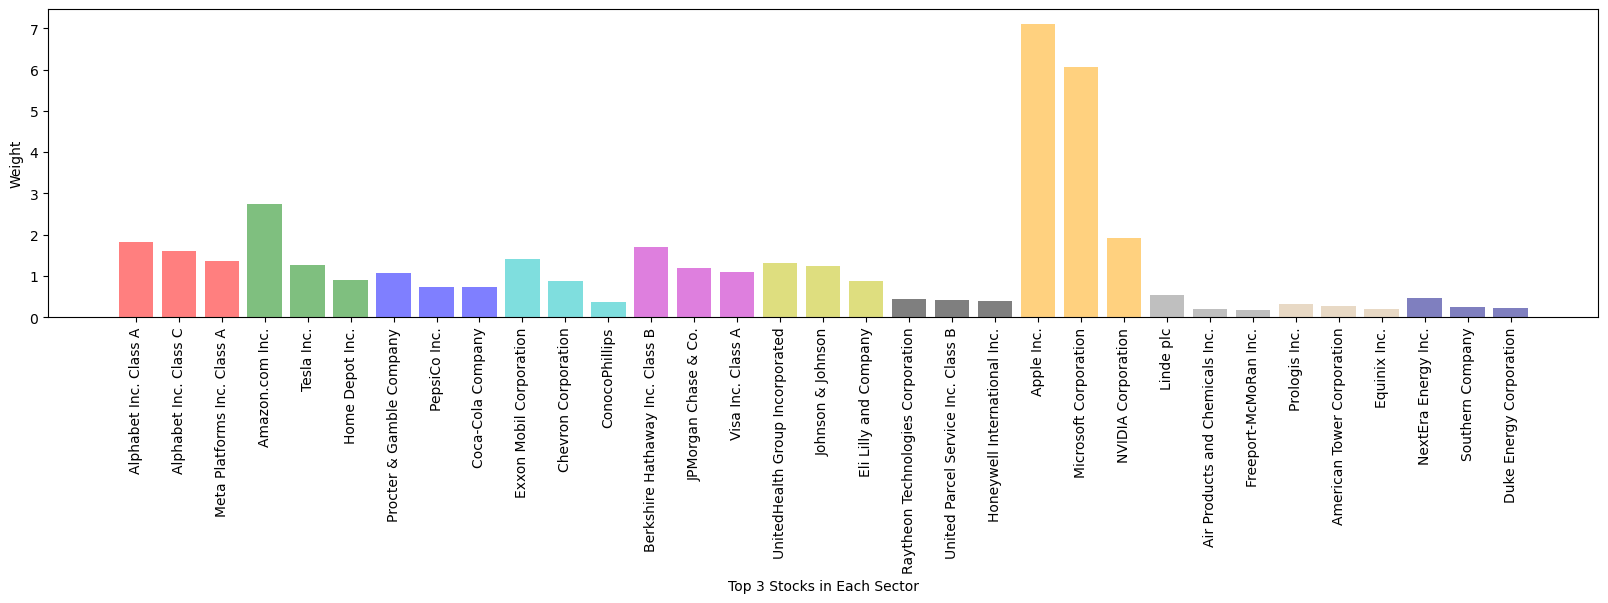 7
6
5
4
3
2
1
0
Weight
Alphabet Inc. Class A
Alphabet Inc. Class C
Meta Platforms Inc. Class A
Amazon.com Inc.
Tesla Inc.
Home Depot Inc.
Procter & Gamble Company
PepsiCo Inc.
Coca-Cola Company
Exxon Mobil Corporation
Chevron Corporation
ConocoPhillips
Berkshire Hathaway Inc. Class B
JPMorgan Chase & Co.
Visa Inc. Class A
UnitedHealth Group Incorporated
Johnson & Johnson
Eli Lilly and Company
Raytheon Technologies Corporation
United Parcel Service Inc. Class B
Honeywell International Inc.
Apple Inc.
Microsoft Corporation
NVIDIA Corporation
Linde plc
Air Products and Chemicals Inc.
Freeport-McMoRan Inc.
Prologis Inc.
American Tower Corporation
Equinix Inc.
NextEra Energy Inc.
Southern Company
Duke Energy Corporation
Top 3 Stocks in Each Sector